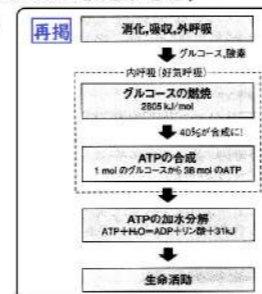 再掲
消化,吸収,外呼吸
グルコース,酸素
内呼吸(好気呼吸)
グルコースの燃焼
2805 kJ/mol
40%が合成に!
ATPの合成
1 mol のグルコースから 38 mol のATP
ATPの加水分解
ATP+H₂O=ADP+リン酸+31kJ
生命活動